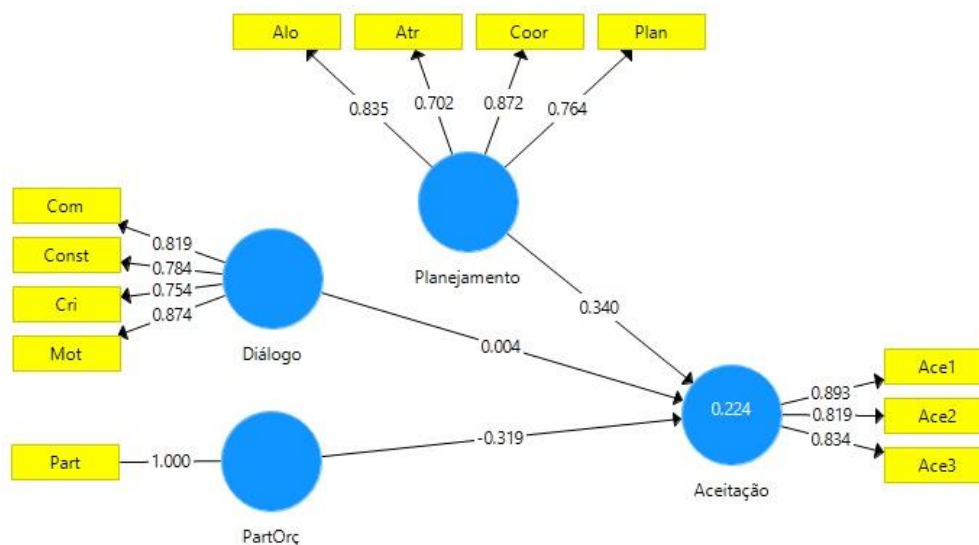 Alo
Atr
Coor
Plan
0.835
0.702
0.872
0.764
Planejamento
Com
Const
Cri
Mot
0.819
0.784
0.754
0.874
Diálogo
0.340
0.004
Part
1.000
PartOrç
-0.319
0.224
Aceitação
0.893
0.819
0.834
Ace1
Ace2
Ace3